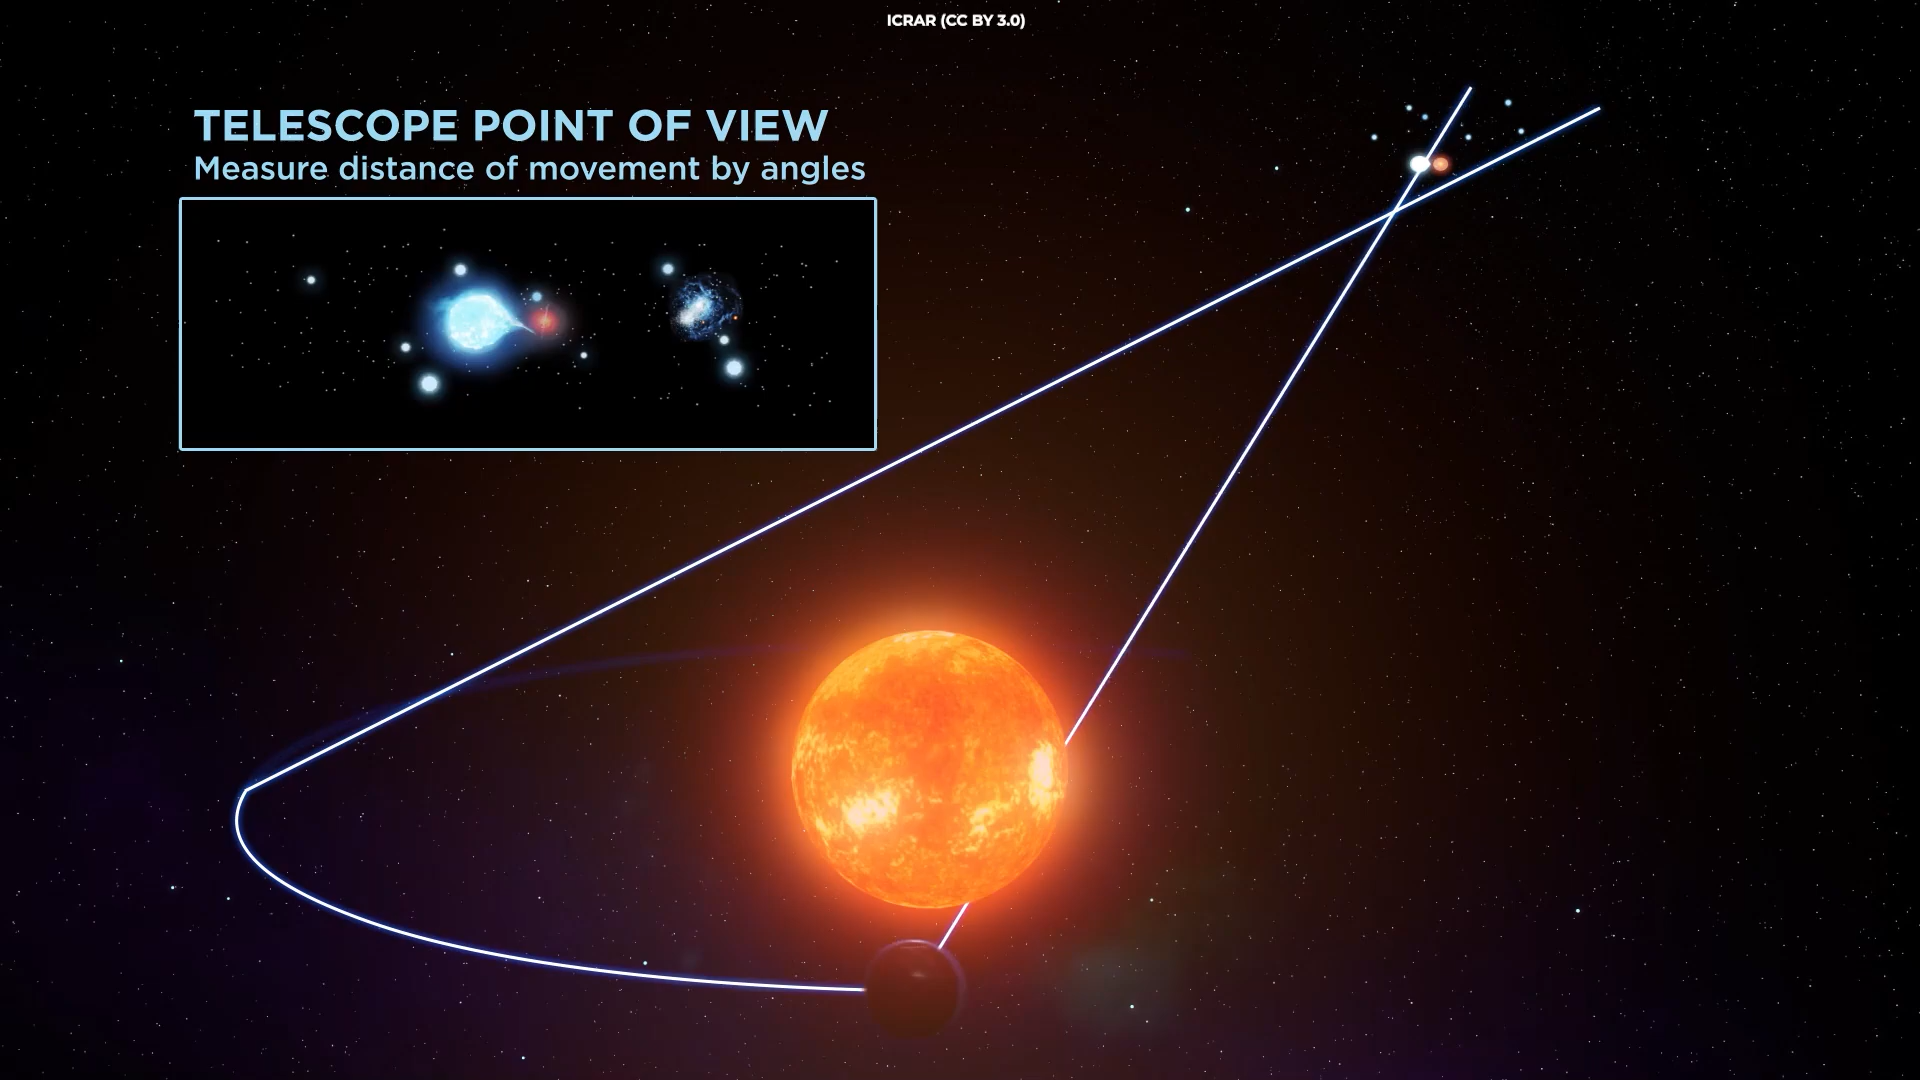 ICRAR (CC BY 3.0)
TELESCOPE POINT OF VIEW
Measure distance of movement by angles